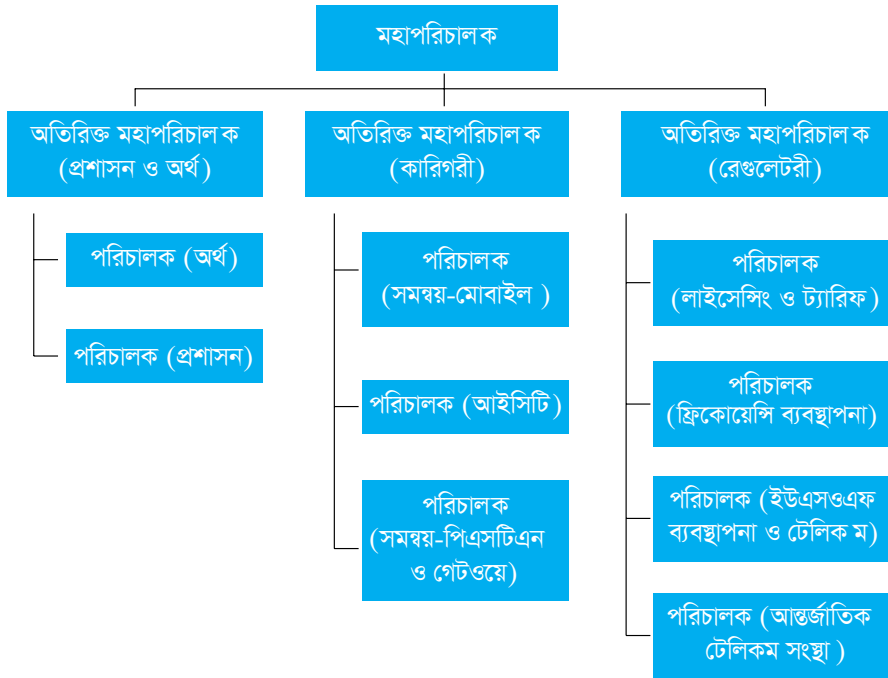 মহাপরিচালক
অতিরিক্ত মহাপরিচালক
(প্রশাসন ও অর্থ)
পরিচালক (অর্থ)
পরিচালক (প্রশাসন)
অতিরিক্ত মহাপরিচালক
(কারিগরী)
পরিচালক
(সমন্বয়-মোবাইল )
পরিচালক (আইসিটি)
পরিচালক
(সমন্বয়-পিএসটিএন
ও গেটওয়ে)
অতিরিক্ত মহাপরিচালক
(রেগুলেটরী)
পরিচালক
(লাইসেন্সিং ও ট্যারিফ)
পরিচালক
(ফ্রিকোয়েন্সি ব্যবস্থাপনা)
পরিচালক (ইউএসওএফ
ব্যবস্থাপনা ও টেলিক ম)
পরিচালক (আন্তর্জাতিক
টেলিকম সংস্থা )